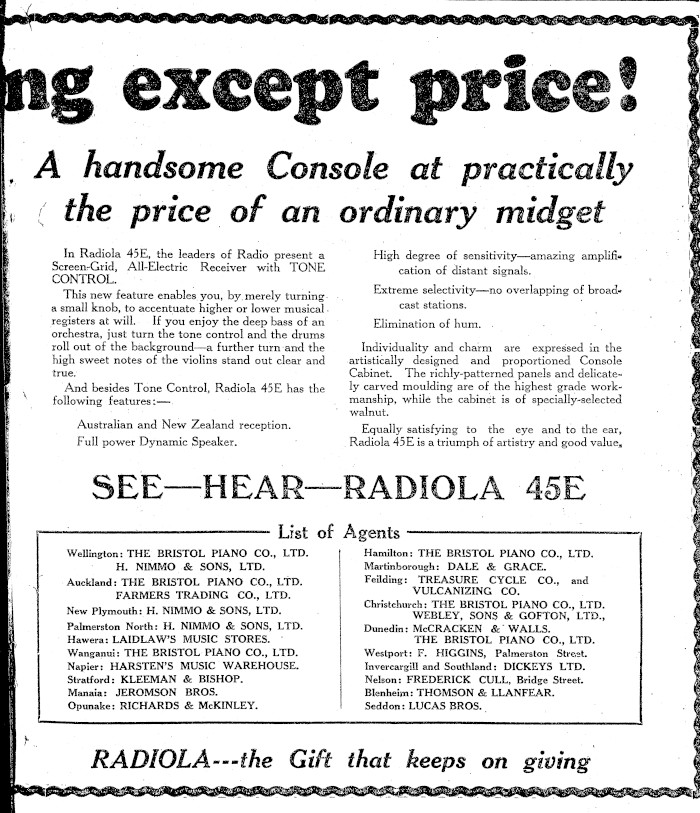 ng except price!
A handsome Console at practically
the price of an ordinary midget
In Radiola 45E, the leaders of Radio present a
Screen-Grid, All-Electric Receiver with TONE
CONTROL.
This new feature enables you, by merely turning
a small knob, to accentuate higher or lower musical
registers at will. If you enjoy the deep bass of an
orchestra, just turn the tone control and the drums
roll out of the background—a further turn and the
high sweet notes of the violins stand out clear and
true.
And besides Tone Control, Radiola 45E has the
following features:—
Australian and New Zealand reception.
Full power Dynamic Speaker.
High degree of sensitivity—amazing amplifi-
cation of distant signals.
Extreme selectivity—no overlapping of broad-
cast stations.
Elimination of hum.
Individuality and charm are expressed in the
artistically designed and proportioned Console
Cabinet. The richly-patterned panels and delicate-
ly carved moulding are of the highest grade work-
manship, while the cabinet is of specially-selected
walnut.
Equally satisfying to the eye and to the ear,
Radiola 45E is a triumph of artistry and good value.
SEE—HEAR—RADIOLA 45E
List of Agents
Wellington: THE BRISTOL PIANO CO., LTD.
H. NIMMO & SONS, LTD.
Auckland: THE BRISTOL PIANO CO., LTD.
FARMERS TRADING CO., LTD.
New Plymouth: H. NIMMO & SONS, LTD.
Palmerston North: H. NIMMO & SONS, LTD.
Hawera: LAIDLAW'S MUSIC STORES.
Wanganui: THE BRISTOL PIANO CO., LTD.
Napier: HARSTEN'S MUSIC WAREHOUSE.
Stratford: KLEEMAN & BISHOP.
Manaia: JEROMSON BROS.
Opunake: RICHARDS & McKINLEY.
Hamilton: THE BRISTOL PIANO CO., LTD.
Martinborough: DALE & GRACE.
Feilding: TREASURE CYCLE CO., and
VULCANIZING CO.
Christchurch: THE BRISTOL PIANO CO., LTD.
WEBLEY, SONS & GOFTON, LTD.,
Dunedin: McCRACKEN & WALLS.
THE BRISTOL PIANO CO., LTD.
Westport: F. HIGGINS, Palmerston Street.
Invercargill and Southland: DICKEYS LTD.
Nelson: FREDERICK CULL, Bridge Street.
Blenheim: THOMSON & LLANFEAR.
Seddon: LUCAS BROS.
RADIOLA---the Gift that keeps on giving